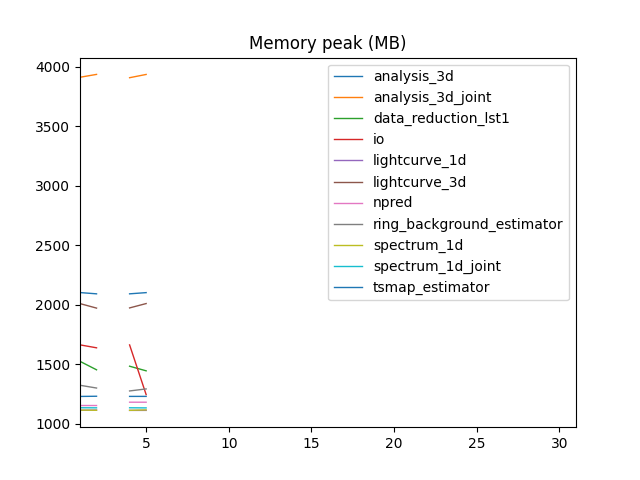 Memory peak (MB)
4000
3500
3000
2500
2000
1500
1000
5
10
15
20
25
30
analysis_3d
analysis_3d_joint
data_reduction_lst1
io
lightcurve_1d
lightcurve_3d
npred
ring_background_estimator
spectrum_1d
spectrum_1d_joint
tsmap_estimator